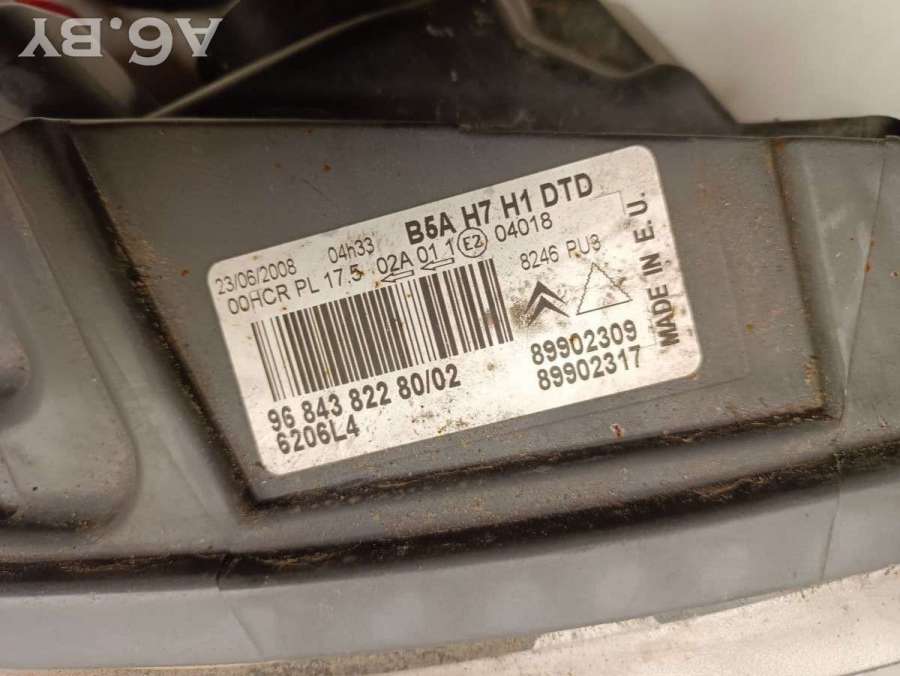 A6.BY
B5A H7 H1 DTD
23/06/2008 04h33
00HCR PL 17.5 02A 01 1 E2 04018
8246 RU3
MADE IN E.U.
89902309
89902317
96 843 822 80/02
6206L4